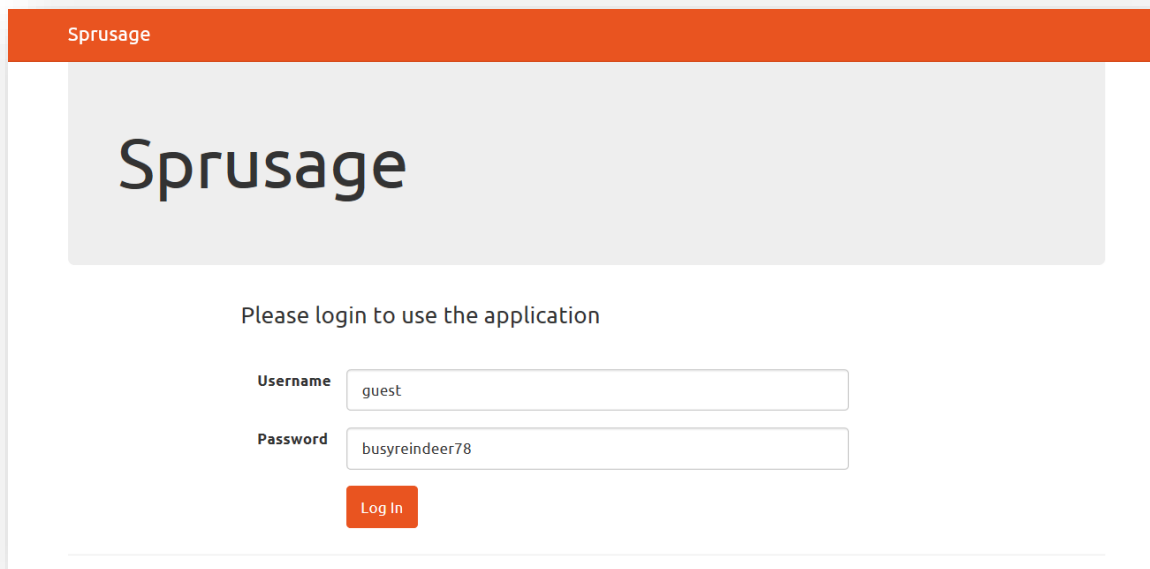 Sprusage
Sprusage
Please login to use the application
Username
guest
Password
busyreindeer78
Log In